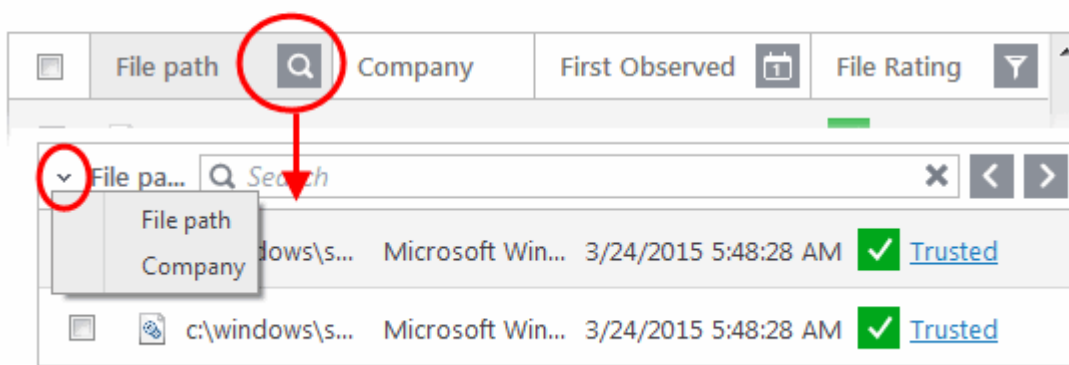 File path Company First Observed 1 File Rating
File pa... Search
File path
Company
dows\s... Microsoft Win... 3/24/2015 5:48:28 AM Trusted
c:\windows\s... Microsoft Win... 3/24/2015 5:48:28 AM Trusted